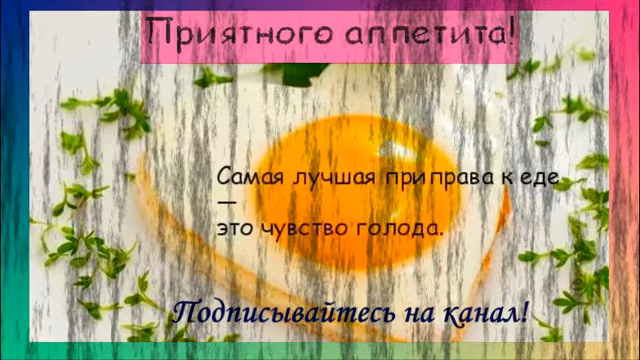 Приятного аппетита!
Самая лучшая приправа к еде
—
это чувство голода.
Подписывайтесь на канал!